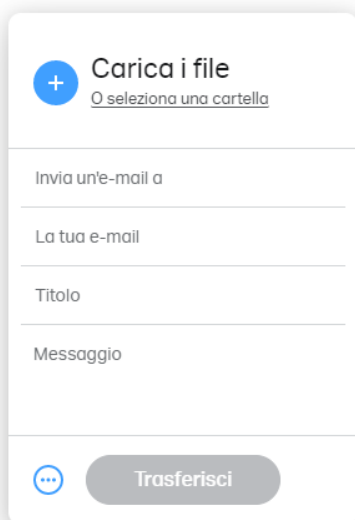 Carica i file
O seleziona una cartella
Invia un'e-mail a
La tua e-mail
Titolo
Messaggio
Trasferisci